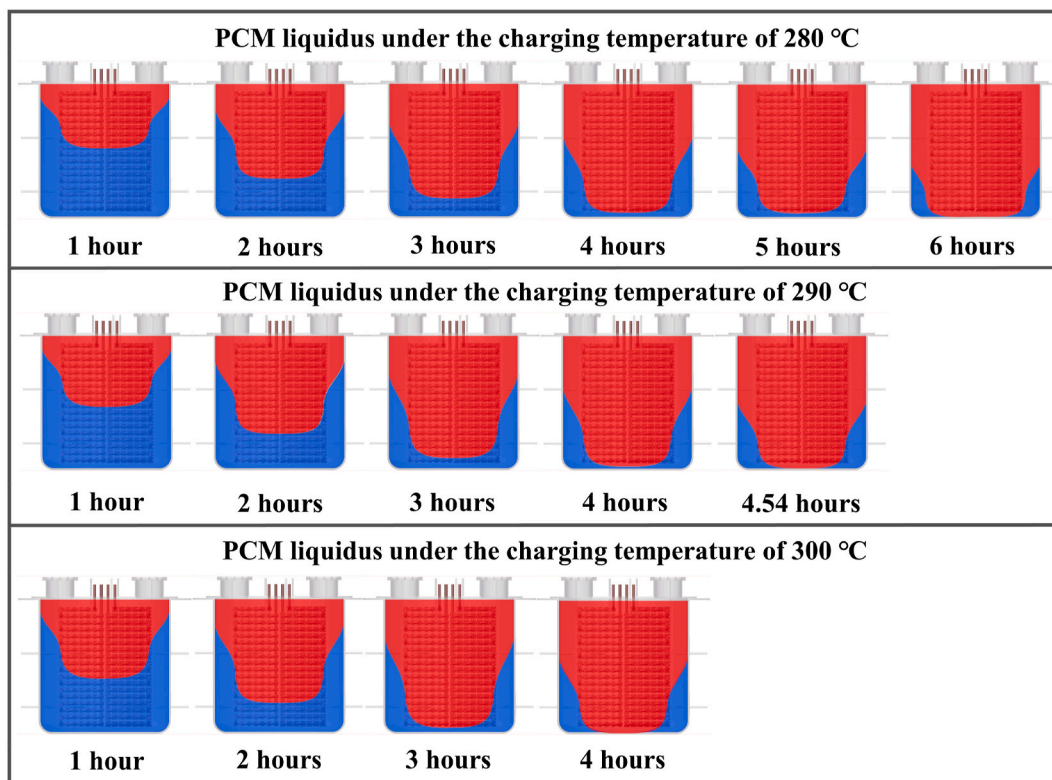 PCM liquidus under the charging temperature of 280 ℃
1 hour 2 hours 3 hours 4 hours 5 hours 6 hours
PCM liquidus under the charging temperature of 290 ℃
1 hour 2 hours 3 hours 4 hours 4.54 hours
PCM liquidus under the charging temperature of 300 ℃
1 hour 2 hours 3 hours 4 hours